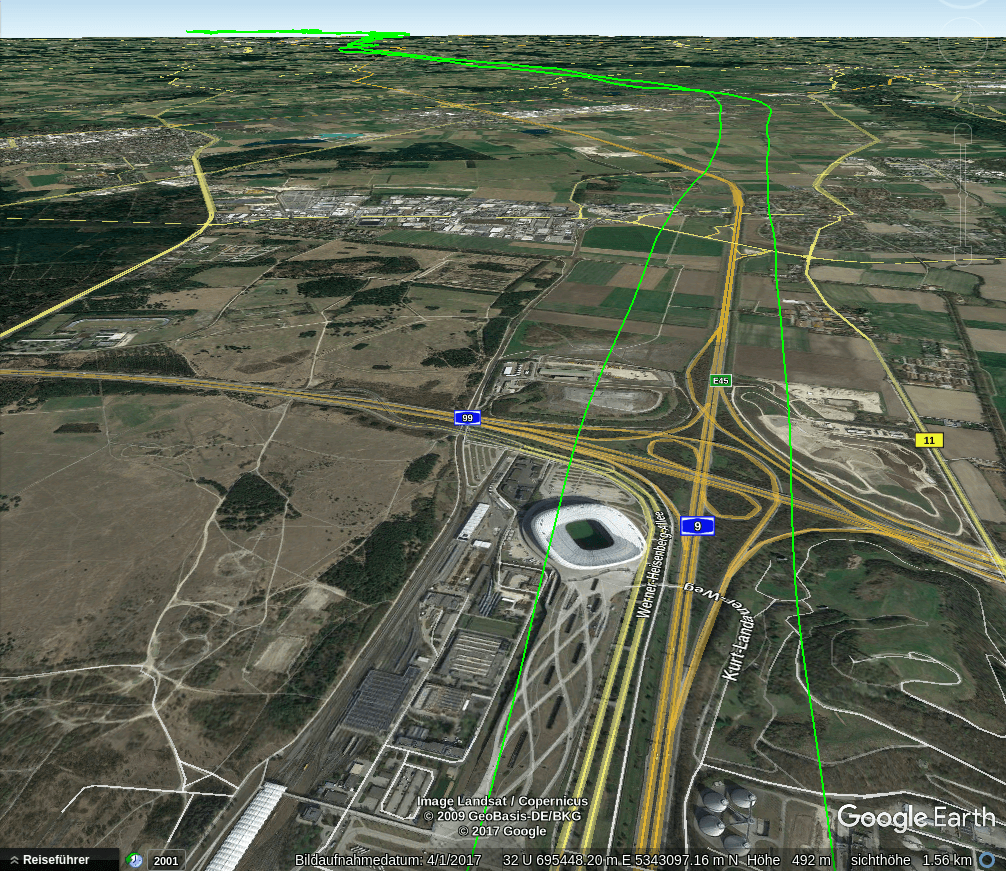 E45
99
11
9
Werner-Heisenberg-Allee
Kurt-Landauer-Weg
Image Landsat / Copernicus
© 2009 GeoBasis-DE/BKG
© 2017 Google
Google Earth
Reiseführer
2001
Bildaufnahmedatum: 4/1/2017 32 U 695448.20 m E 5343097.16 m N Höhe 492 m sichthöhe 1.56 km